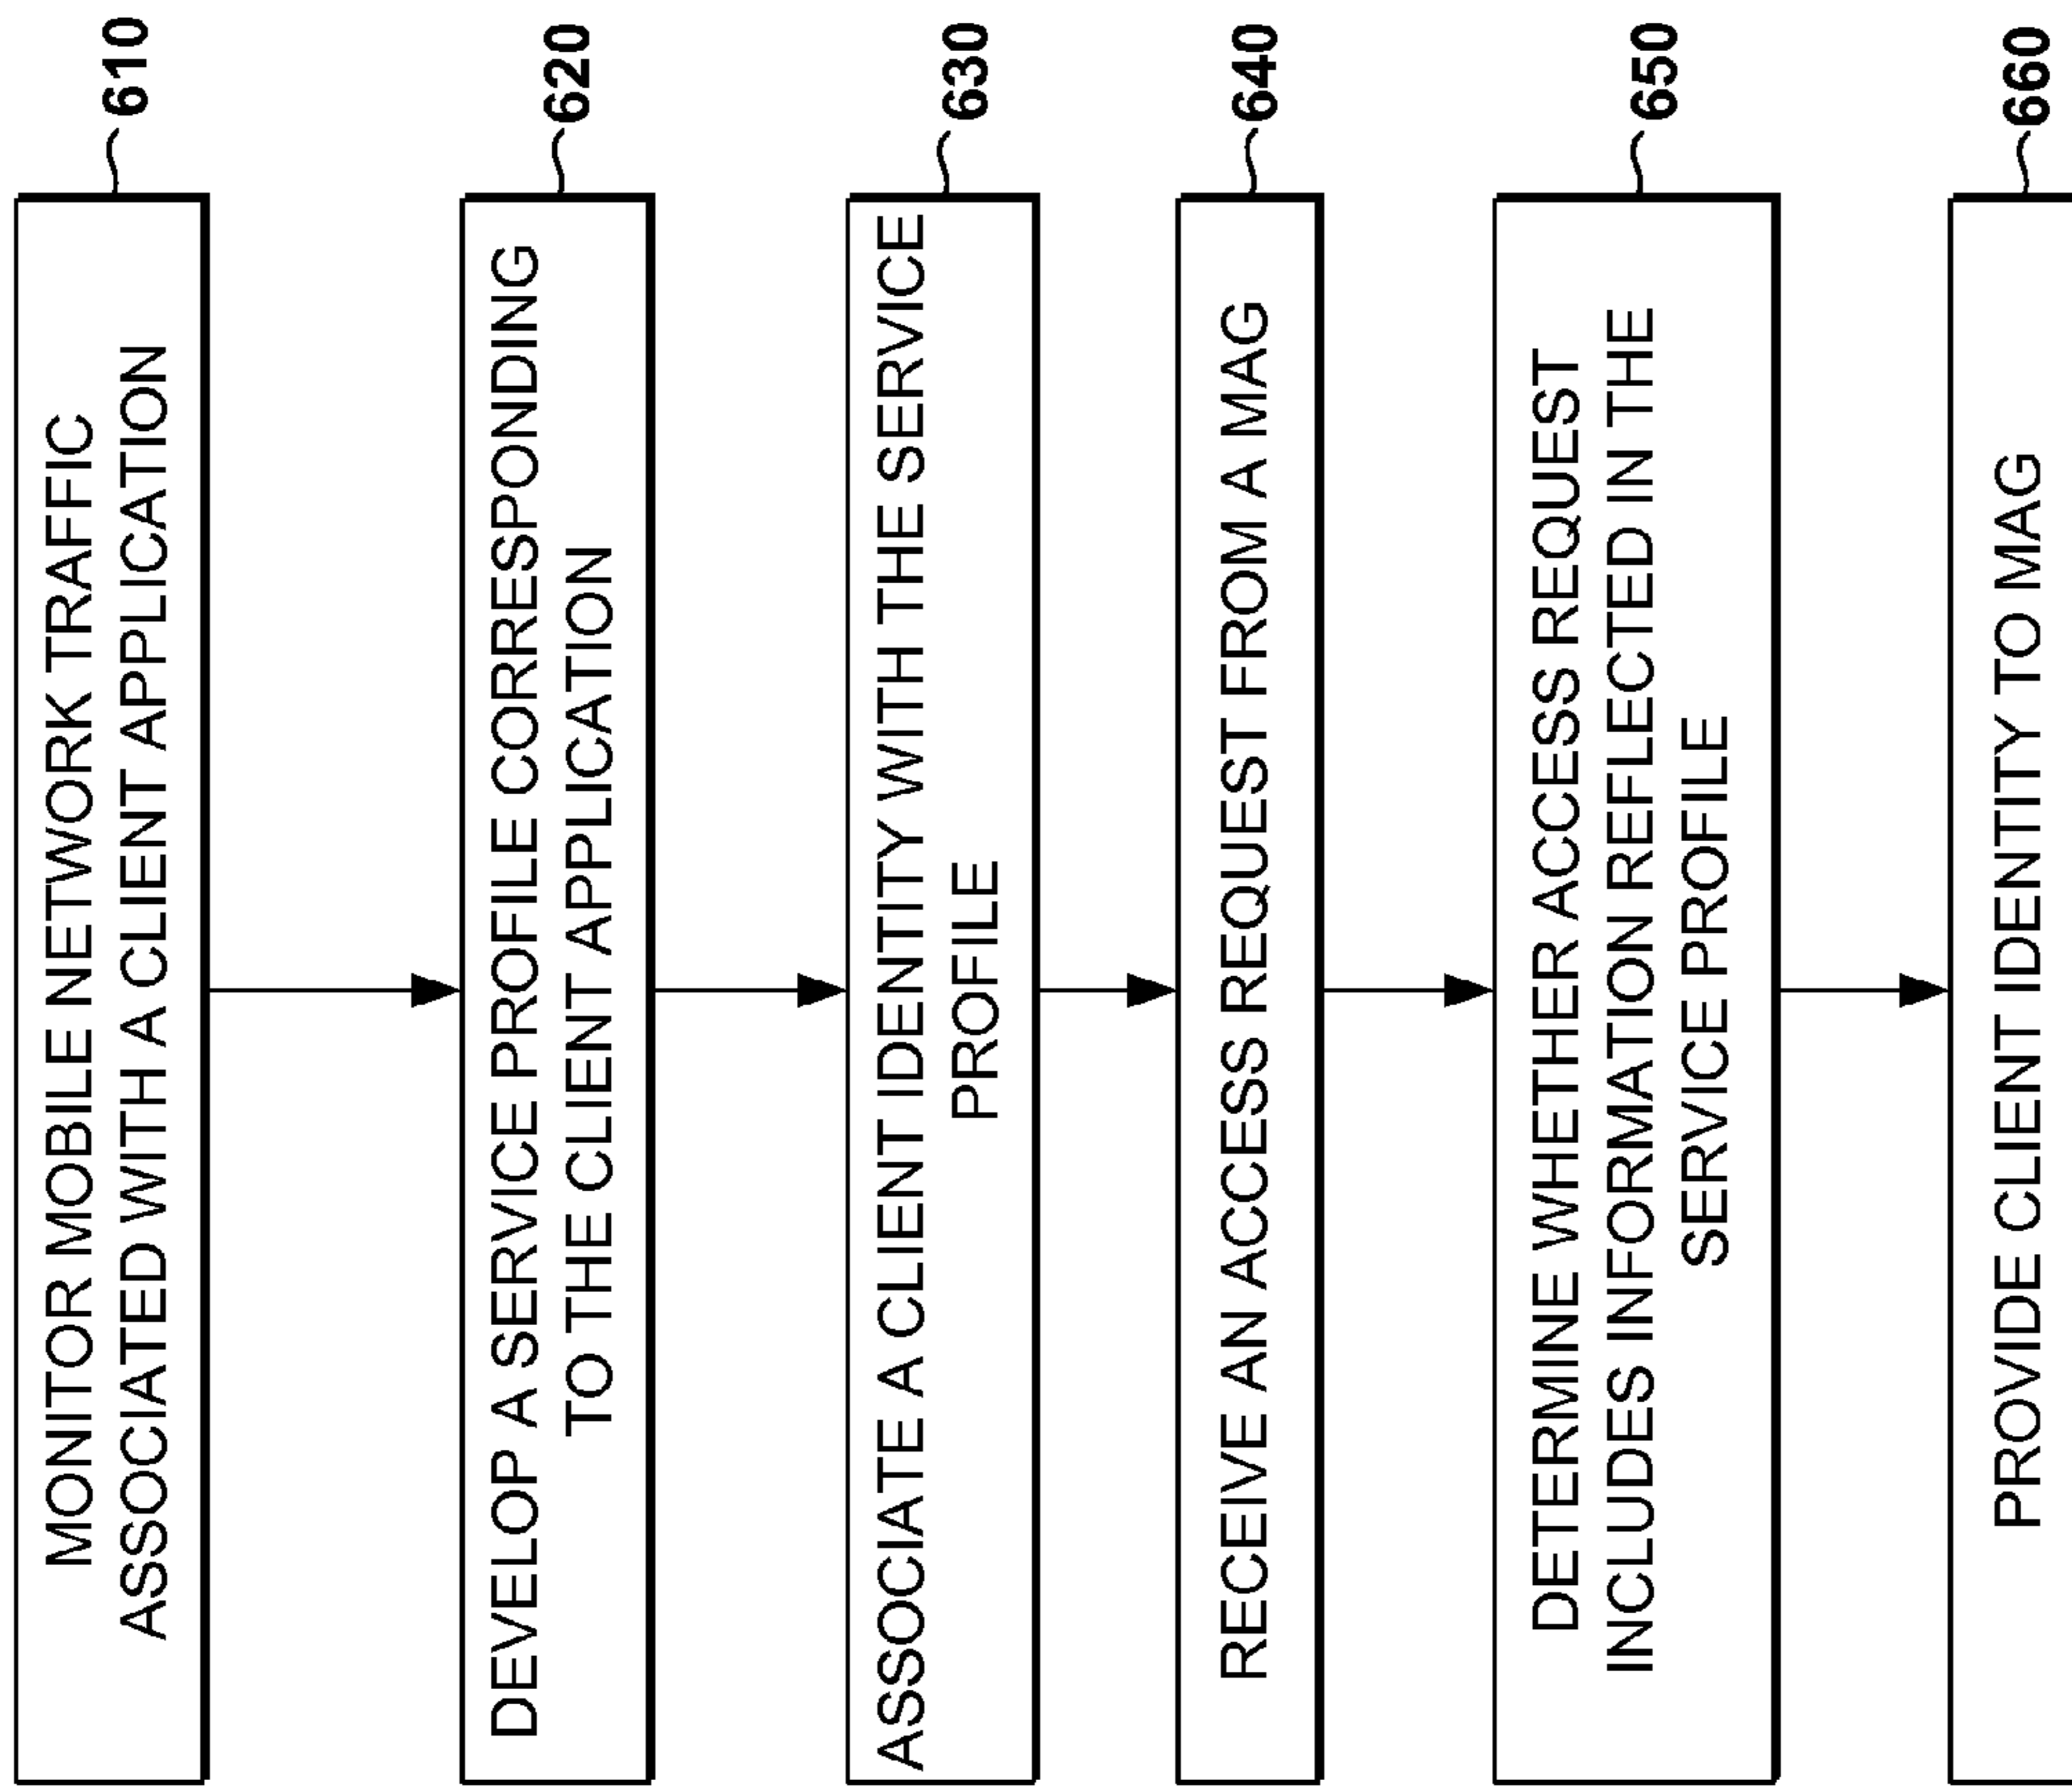 MONITOR MOBILE NETWORK TRAFFIC
ASSOCIATED WITH A CLIENT APPLICATION
610
DEVELOP A SERVICE PROFILE CORRESPONDING
TO THE CLIENT APPLICATION
620
ASSOCIATE A CLIENT IDENTITY WITH THE SERVICE
PROFILE
630
RECEIVE AN ACCESS REQUEST FROM A MAG
640
DETERMINE WHETHER ACCESS REQUEST
INCLUDES INFORMATION REFLECTED IN THE
SERVICE PROFILE
650
PROVIDE CLIENT IDENTITY TO MAG
660